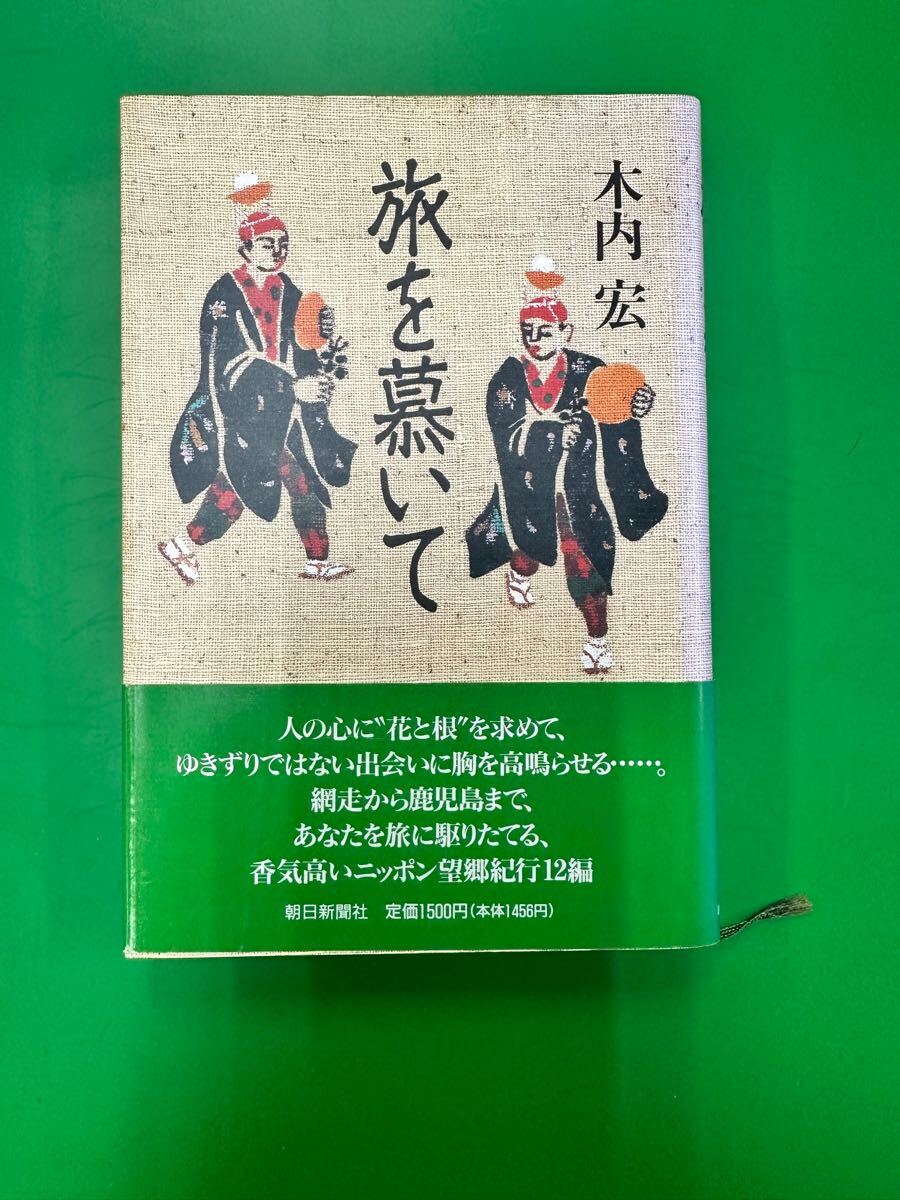 木内 宏
旅を慕いて
人の心に“花と根”を求めて、
ゆきずりではない出会いに胸を高鳴らせる……。
網走から鹿児島まで、
あなたを旅に駆りたてる、
香気高いニッポン望郷紀行12編
朝日新聞社 定価1500円(本体1456円)